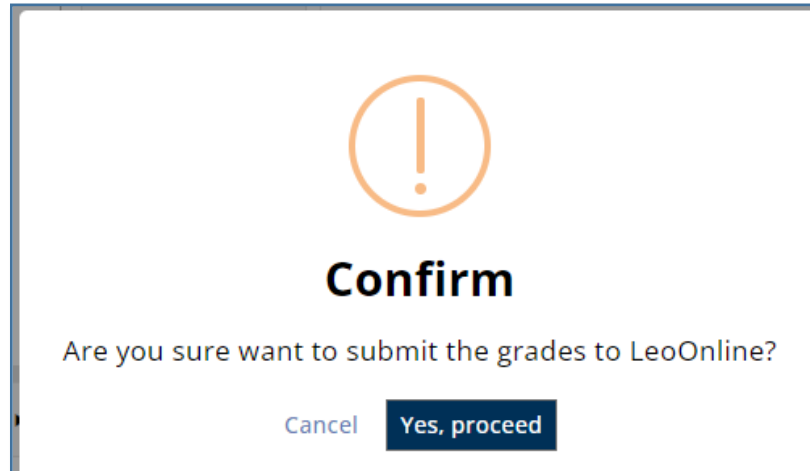 Confirm
Are you sure want to submit the grades to LeoOnline?
Cancel Yes, proceed